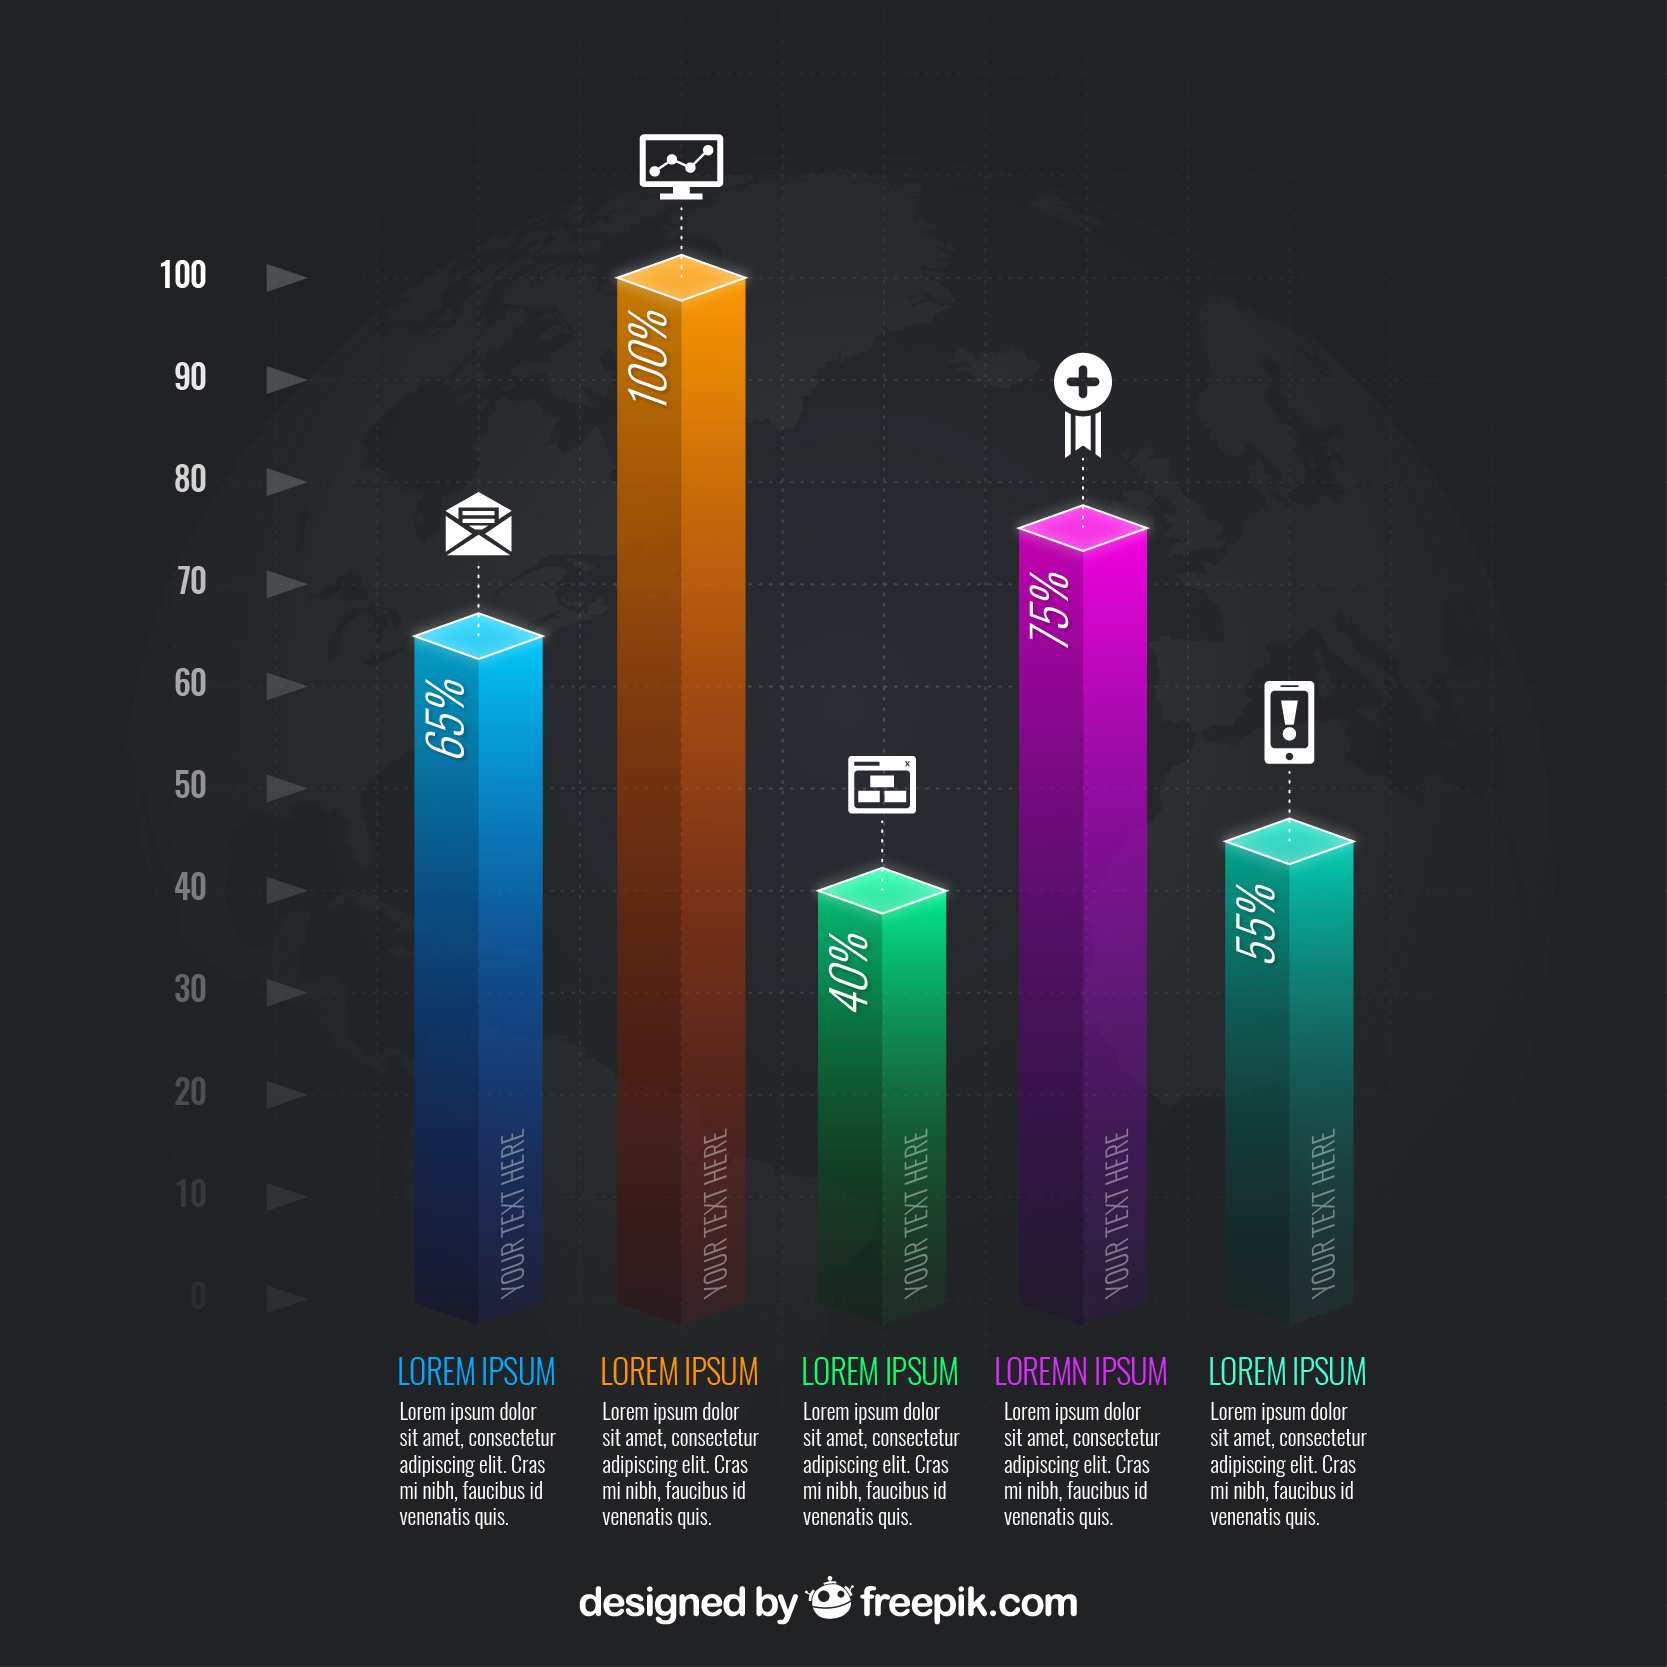 100
90
80
70
60
50
40
30
20
10
0
65%
100%
40%
75%
55%
YOUR TEXT HERE
YOUR TEXT HERE
YOUR TEXT HERE
YOUR TEXT HERE
YOUR TEXT HERE
LOREM IPSUM
Lorem ipsum dolor
sit amet, consectetur
adipiscing elit. Cras
mi nibh, faucibus id
venenatis quis.
LOREM IPSUM
Lorem ipsum dolor
sit amet, consectetur
adipiscing elit. Cras
mi nibh, faucibus id
venenatis quis.
LOREM IPSUM
Lorem ipsum dolor
sit amet, consectetur
adipiscing elit. Cras
mi nibh, faucibus id
venenatis quis.
LOREMN IPSUM
Lorem ipsum dolor
sit amet, consectetur
adipiscing elit. Cras
mi nibh, faucibus id
venenatis quis.
LOREM IPSUM
Lorem ipsum dolor
sit amet, consectetur
adipiscing elit. Cras
mi nibh, faucibus id
venenatis quis.
designed by freepik.com